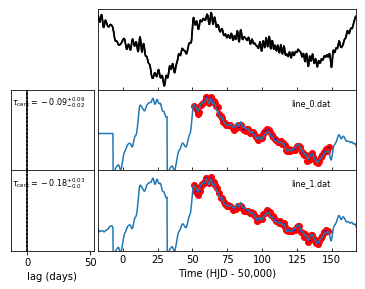 τcent = −0.09 +0.09 −0.02
line_0.dat
τcent = −0.18 +0.03 −0.0
line_1.dat
0 50
0 25 50 75 100 125 150
lag (days)
Time (HJD - 50,000)